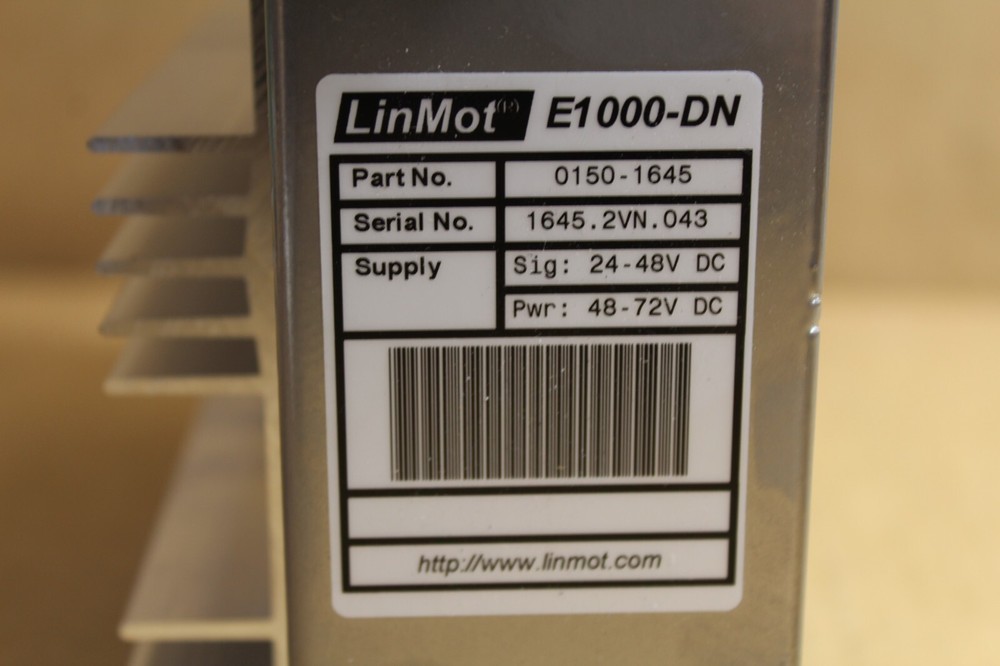 LinMot® E1000-DN
Part No. 0150-1645
Serial No. 1645.2VN.043
Supply Sig: 24-48V DC
Pwr: 48-72V DC
http://www.linmot.com